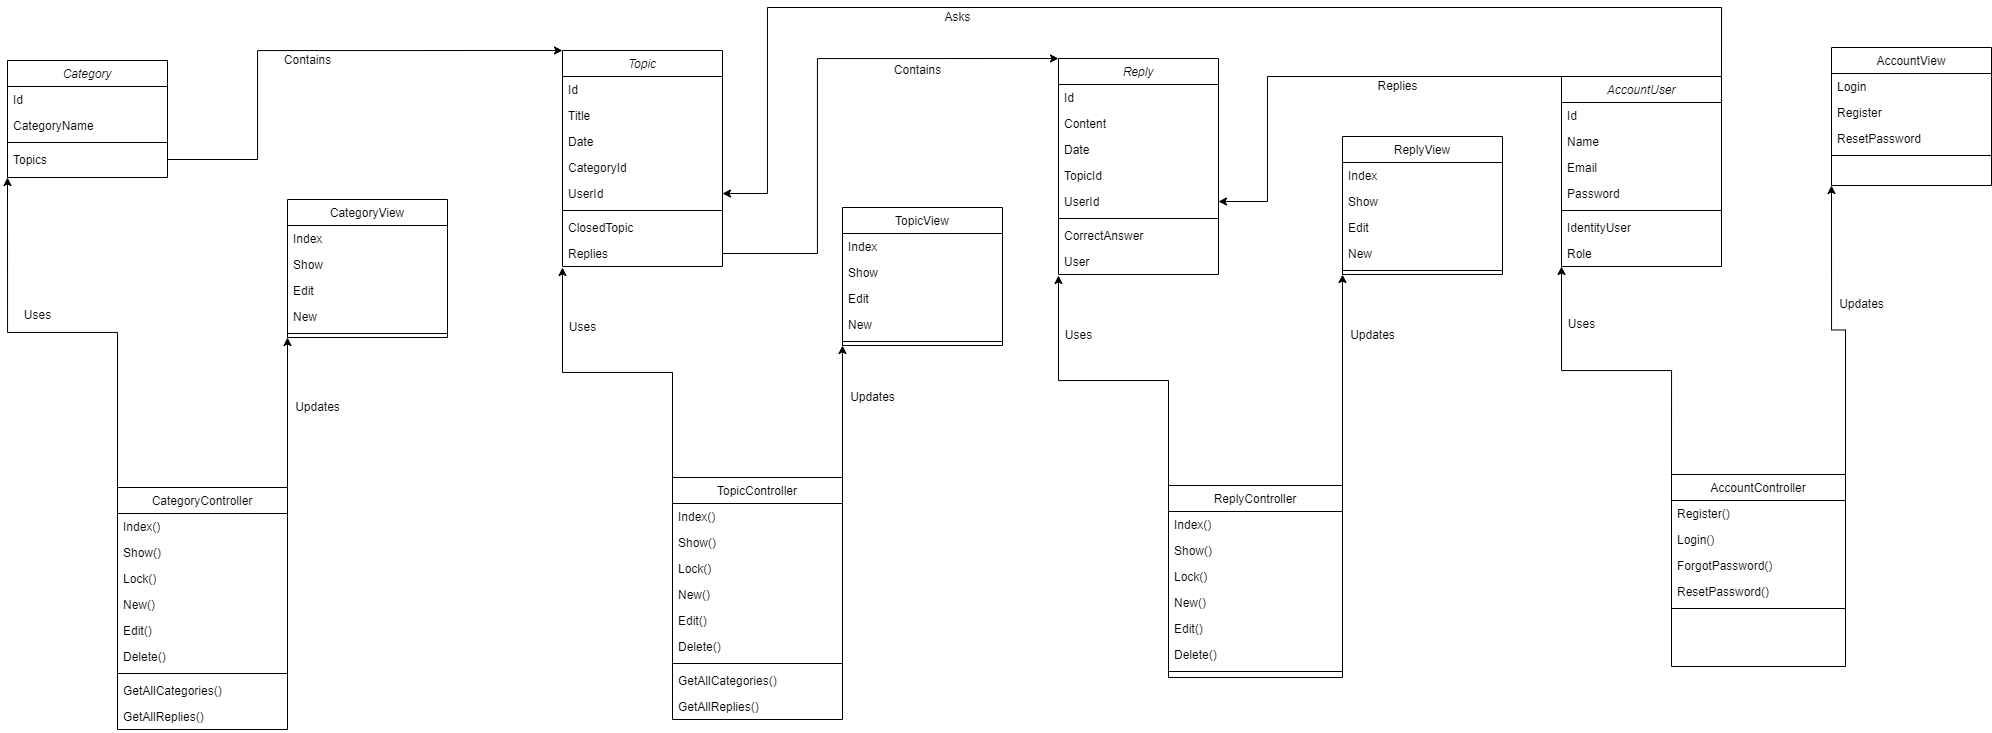 Asks
Contains
Category
Id
CategoryName
Topics
Topic
Id
Title
Date
CategoryId
UserId
ClosedTopic
Replies
Contains
Reply
Id
Content
Date
TopicId
UserId
CorrectAnswer
User
Replies
AccountUser
Id
Name
Email
Password
IdentityUser
Role
AccountView
Login
Register
ResetPassword
CategoryView
Index
Show
Edit
New
TopicView
Index
Show
Edit
New
ReplyView
Index
Show
Edit
New
Uses
Updates
Uses
Updates
Uses
Updates
Uses
Updates
CategoryController
Index()
Show()
Lock()
New()
Edit()
Delete()
GetAllCategories()
GetAllReplies()
TopicController
Index()
Show()
Lock()
New()
Edit()
Delete()
GetAllCategories()
GetAllReplies()
ReplyController
Index()
Show()
Lock()
New()
Edit()
Delete()
AccountController
Register()
Login()
ForgotPassword()
ResetPassword()